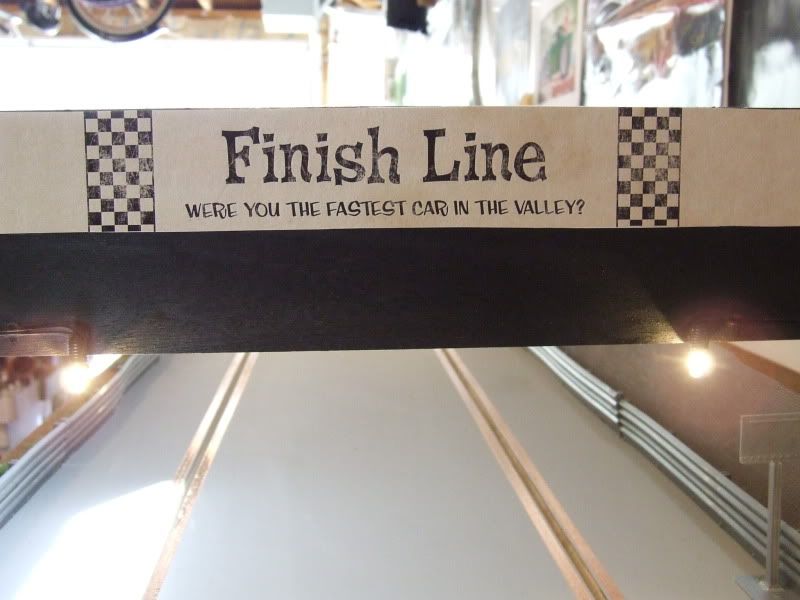 Finish Line
WERE YOU THE FASTEST CAR IN THE VALLEY?